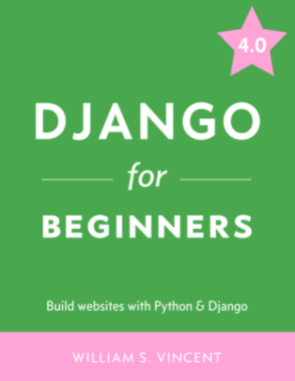 4.0
DJANGO
for
BEGINNERS
Build websites with Python & Django
WILLIAM S. VINCENT